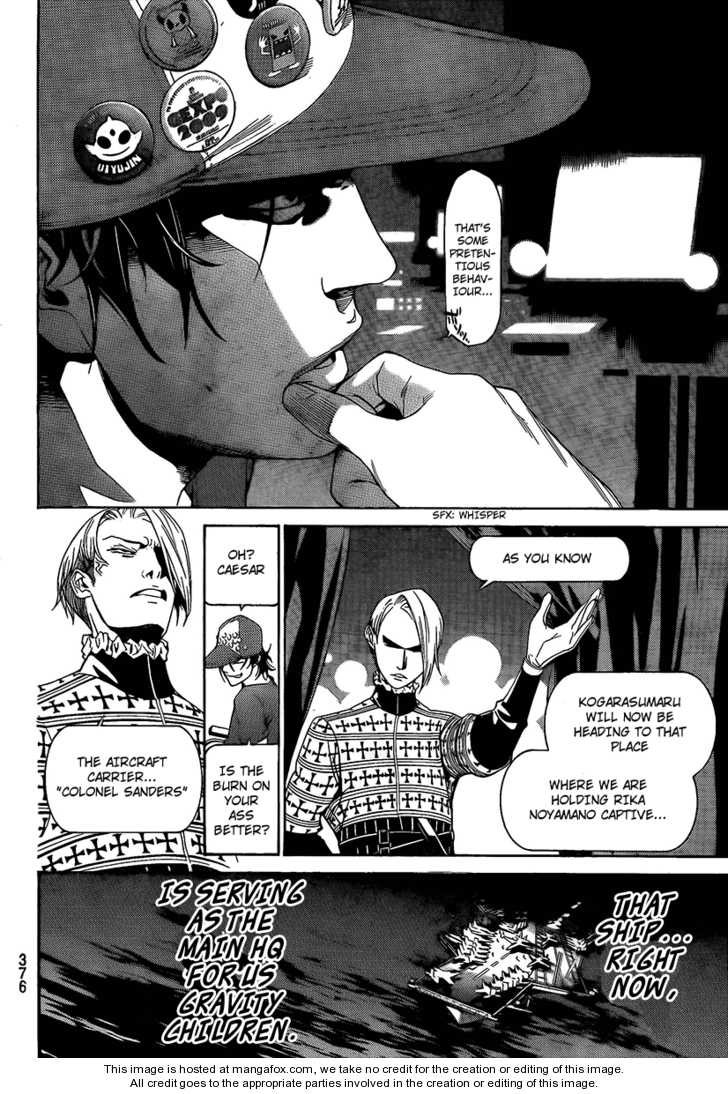 GEXPO
2009
UIYUJIN
THAT'S
SOME
PRETEN-
TIOUS
BEHAV-
IOUR...
SFX: WHISPER
AS YOU KNOW
KOGARASUMARU
WILL NOW BE
HEADING TO THAT
PLACE
WHERE WE ARE
HOLDING RIKA
NOYAMANO CAPTIVE...
OH?
CAESAR
IS THE
BURN ON
YOUR
ASS
BETTER?
THE AIRCRAFT
CARRIER...
"COLONEL SANDERS"
THAT
SHIP...
RIGHT
NOW,
IS SERVING
AS THE
MAIN HQ
FOR US
GRAVITY
CHILDREN.
376
This image is hosted at mangafox.com, we take no credit for the creation or editing of this image.
All credit goes to the appropriate parties involved in the creation or editing of this image.